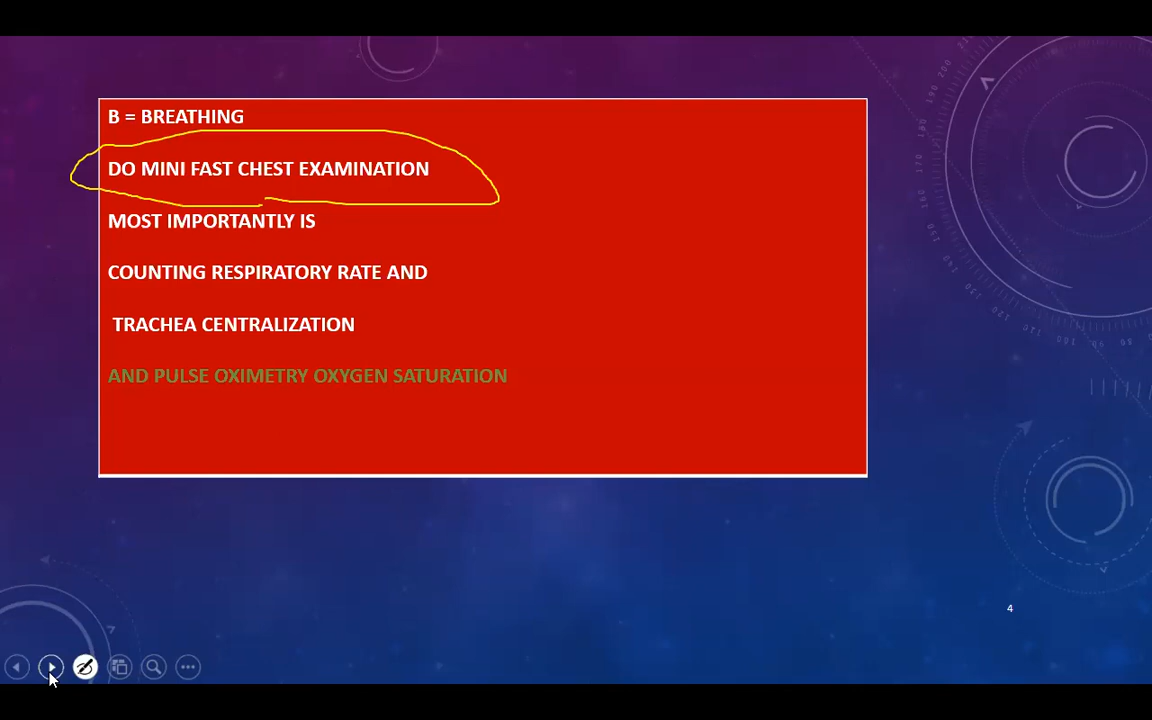 B = BREATHING
DO MINI FAST CHEST EXAMINATION
MOST IMPORTANTLY IS
COUNTING RESPIRATORY RATE AND
TRACHEA CENTRALIZATION
AND PULSE OXIMETRY OXYGEN SATURATION
4